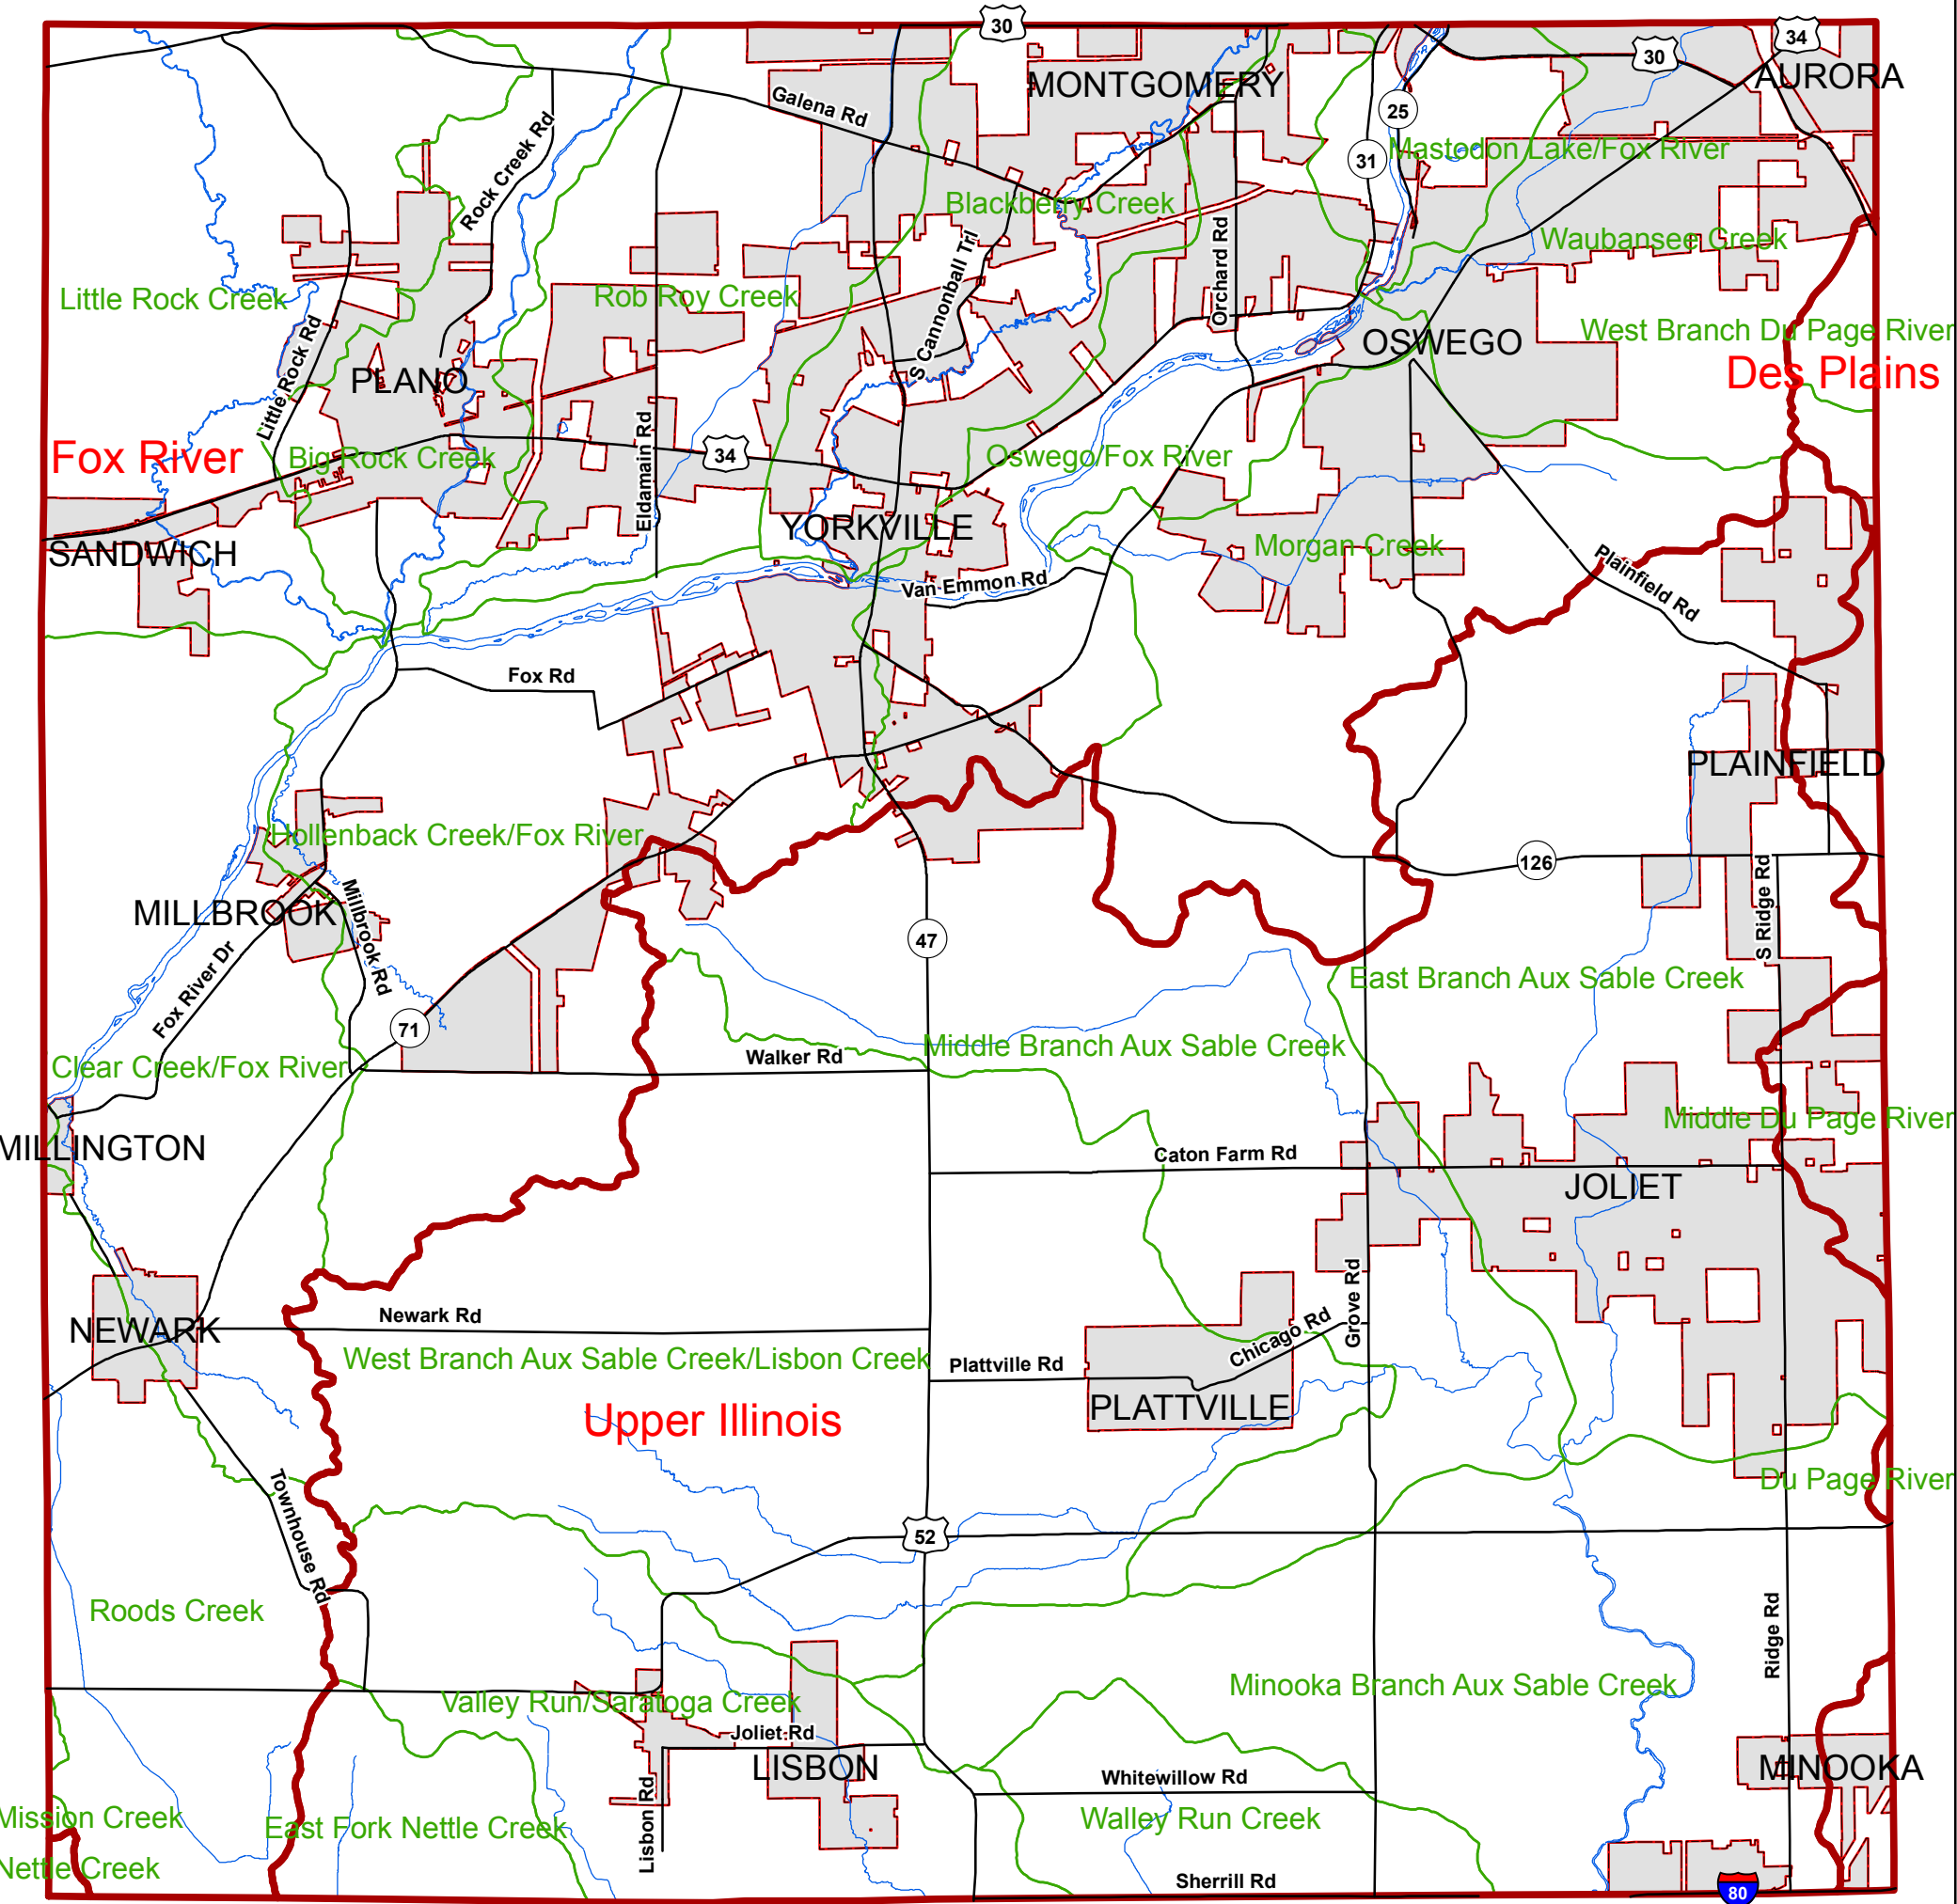 30
34
30
MONTGOMERY
AURORA
Galena Rd
25
Rock Creek Rd
31
Mastodon Lake/Fox River
Blackberry Creek
Waubansee Creek
Orchard Rd
S Cannonball Trl
Little Rock Creek
Rob Roy Creek
West Branch Du Page River
OSWEGO
Little Rock Rd
PLANO
Des Plains
Eldamain Rd
Fox River
Big Rock Creek
34
Oswego/Fox River
YORKVILLE
SANDWICH
Morgan Creek
Van Emmon Rd
Plainfield Rd
Fox Rd
PLAINFIELD
Hollenback Creek/Fox River
126
S Ridge Rd
MILLBROOK
Millbrook Rd
47
Fox River Dr
East Branch Aux Sable Creek
71
Middle Branch Aux Sable Creek
Walker Rd
Clear Creek/Fox River
Middle Du Page River
MILLINGTON
Caton Farm Rd
JOLIET
Grove Rd
Newark Rd
NEWARK
Chicago Rd
West Branch Aux Sable Creek/Lisbon Creek
Plattville Rd
PLATTVILLE
Upper Illinois
Du Page River
Townhouse Rd
52
Roods Creek
Ridge Rd
Minooka Branch Aux Sable Creek
Valley Run/Saratoga Creek
Joliet Rd
LISBON
MINOOKA
Whitewillow Rd
Lisbon Rd
Mission Creek
East Fork Nettle Creek
Walley Run Creek
Nettle Creek
Sherrill Rd
80